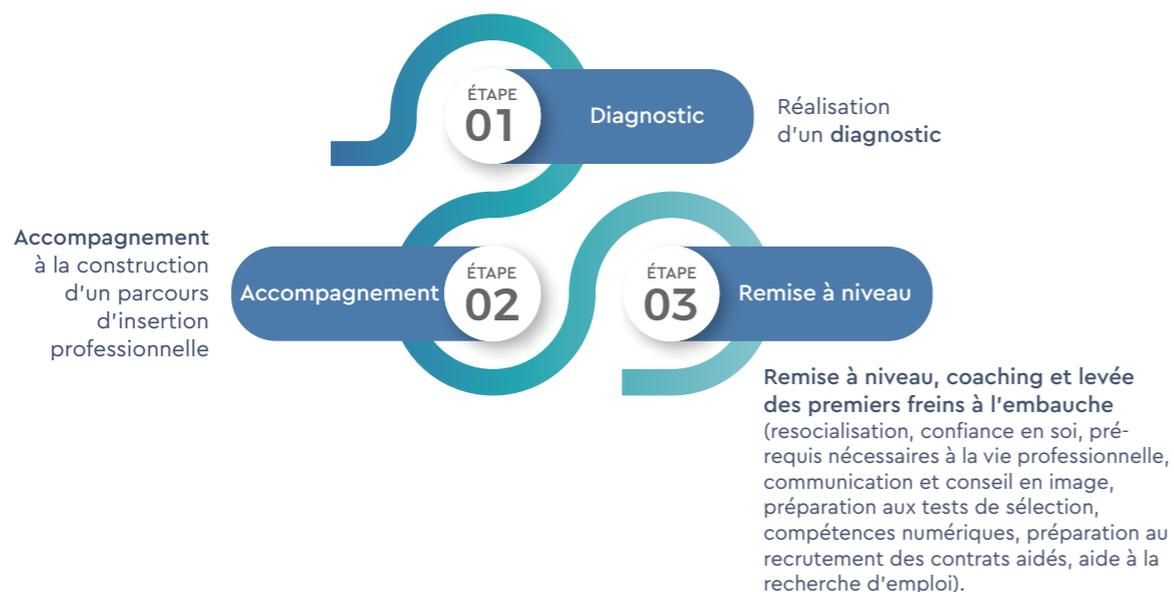 ÉTAPE
01
Diagnostic
Réalisation
d'un diagnostic
Accompagnement
à la construction
d'un parcours
d'insertion
professionnelle
Accompagnement
ÉTAPE
02
ÉTAPE
03
Remise à niveau
Remise à niveau, coaching et levée
des premiers freins à l'embauche
(resocialisation, confiance en soi, pré-
requis nécessaires à la vie professionnelle,
communication et conseil en image,
préparation aux tests de sélection,
compétences numériques, préparation au
recrutement des contrats aidés, aide à la
recherche d'emploi).